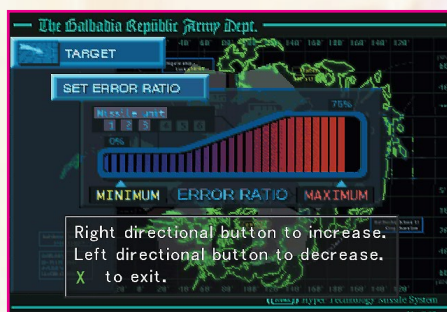 The Galbadia Republic Army Dept.
TARGET
SET ERROR RATIO
Missile unit
1 2 3 4 5 6
75%
0%
MINIMUM ERROR RATIO MAXIMUM
Right directional button to increase.
Left directional button to decrease.
X to exit.
Hyper Technology Missile System